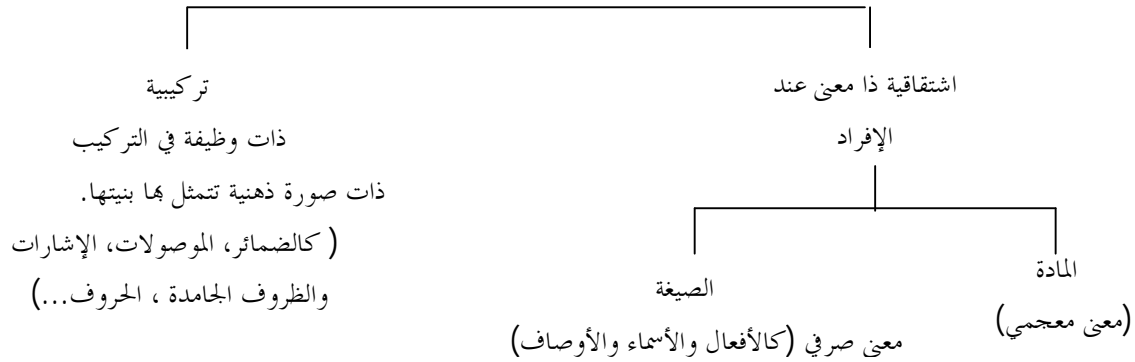 اشتقاقية ذا معنى عند
الإفراد
المادة
(معنى معجمي)
الصيغة
معنى صرفي (كالأفعال والأسماء والأوصاف)
تركيبية
ذات وظيفة في التركيب
ذات صورة ذهنية تتمثل بها بنيتها.
( كالضمائر، الموصولات، الإشارات
والظروف الجامدة ، الحروف...)